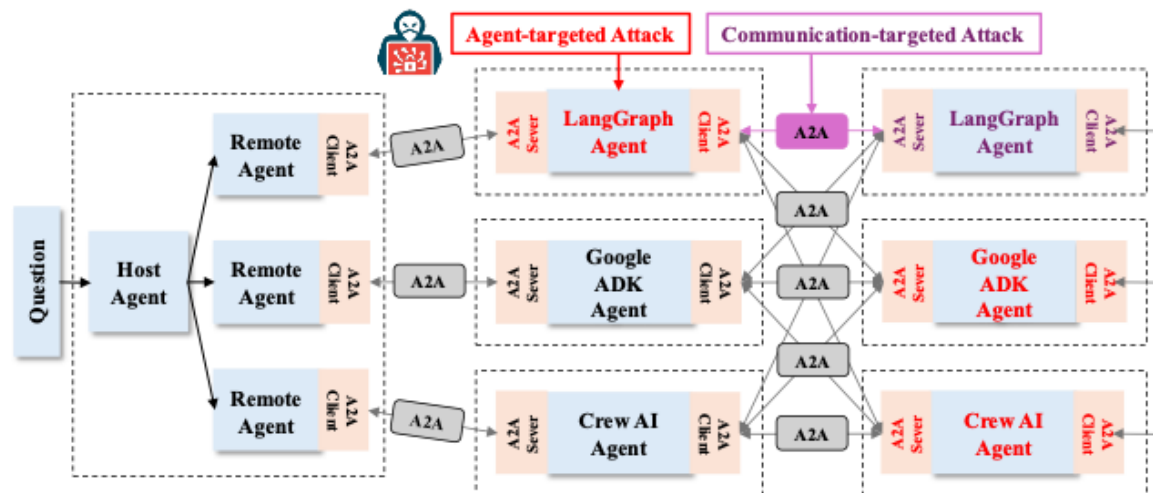 Agent-targeted Attack
Communication-targeted Attack
Question
Host
Agent
Remote
Agent
A2A
Client
Remote
Agent
A2A
Client
Remote
Agent
A2A
Client
A2A
A2A
A2A
A2A
Sever
LangGraph
Agent
A2A
Client
A2A
Sever
Google
ADK
Agent
A2A
Client
A2A
Sever
Crew AI
Agent
A2A
Client
A2A
A2A
A2A
A2A
A2A
A2A
Sever
LangGraph
Agent
A2A
Client
A2A
Sever
Google
ADK
Agent
A2A
Client
A2A
Sever
Crew AI
Agent
A2A
Client